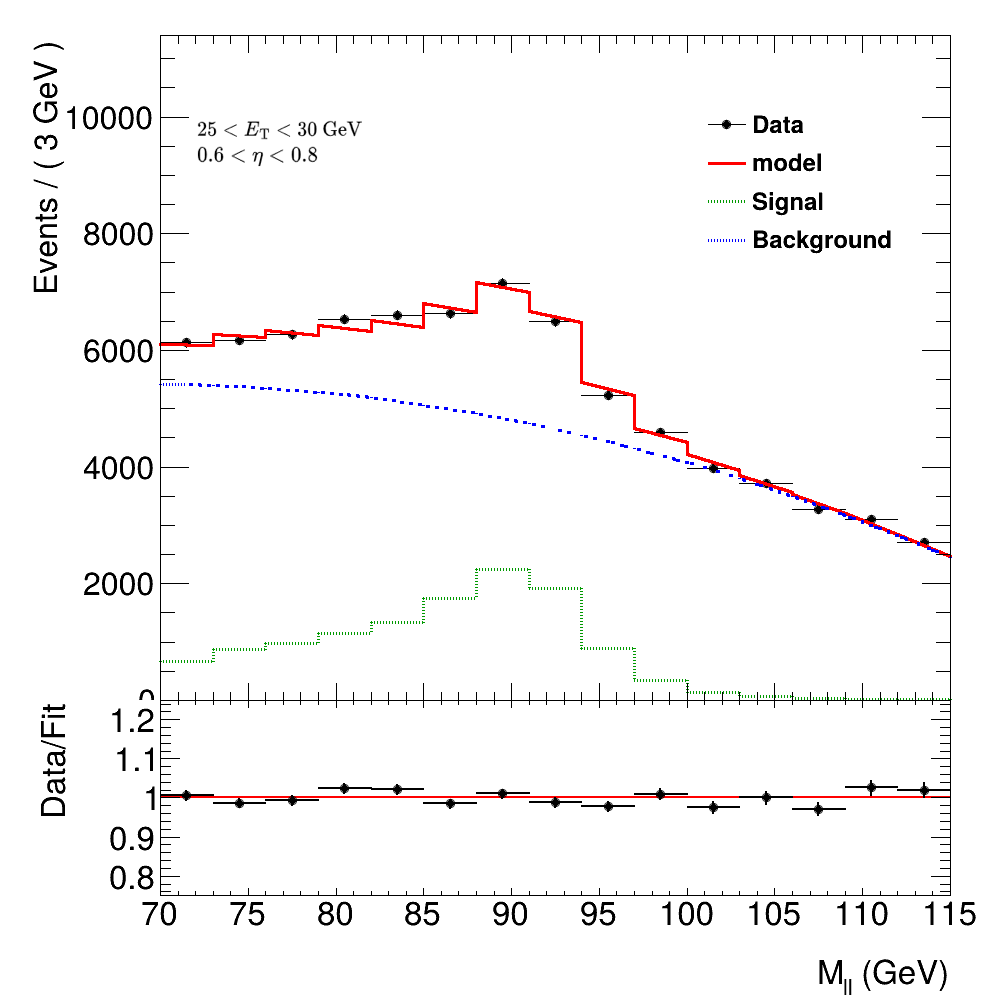 Events / ( 3 GeV )
10000
8000
6000
4000
2000
0
25 < E_T < 30 GeV
0.6 < η < 0.8
Data
model
Signal
Background
Data/Fit
1.2
1.1
1
0.9
0.8
70 75 80 85 90 95 100 105 110 115
M_ll (GeV)